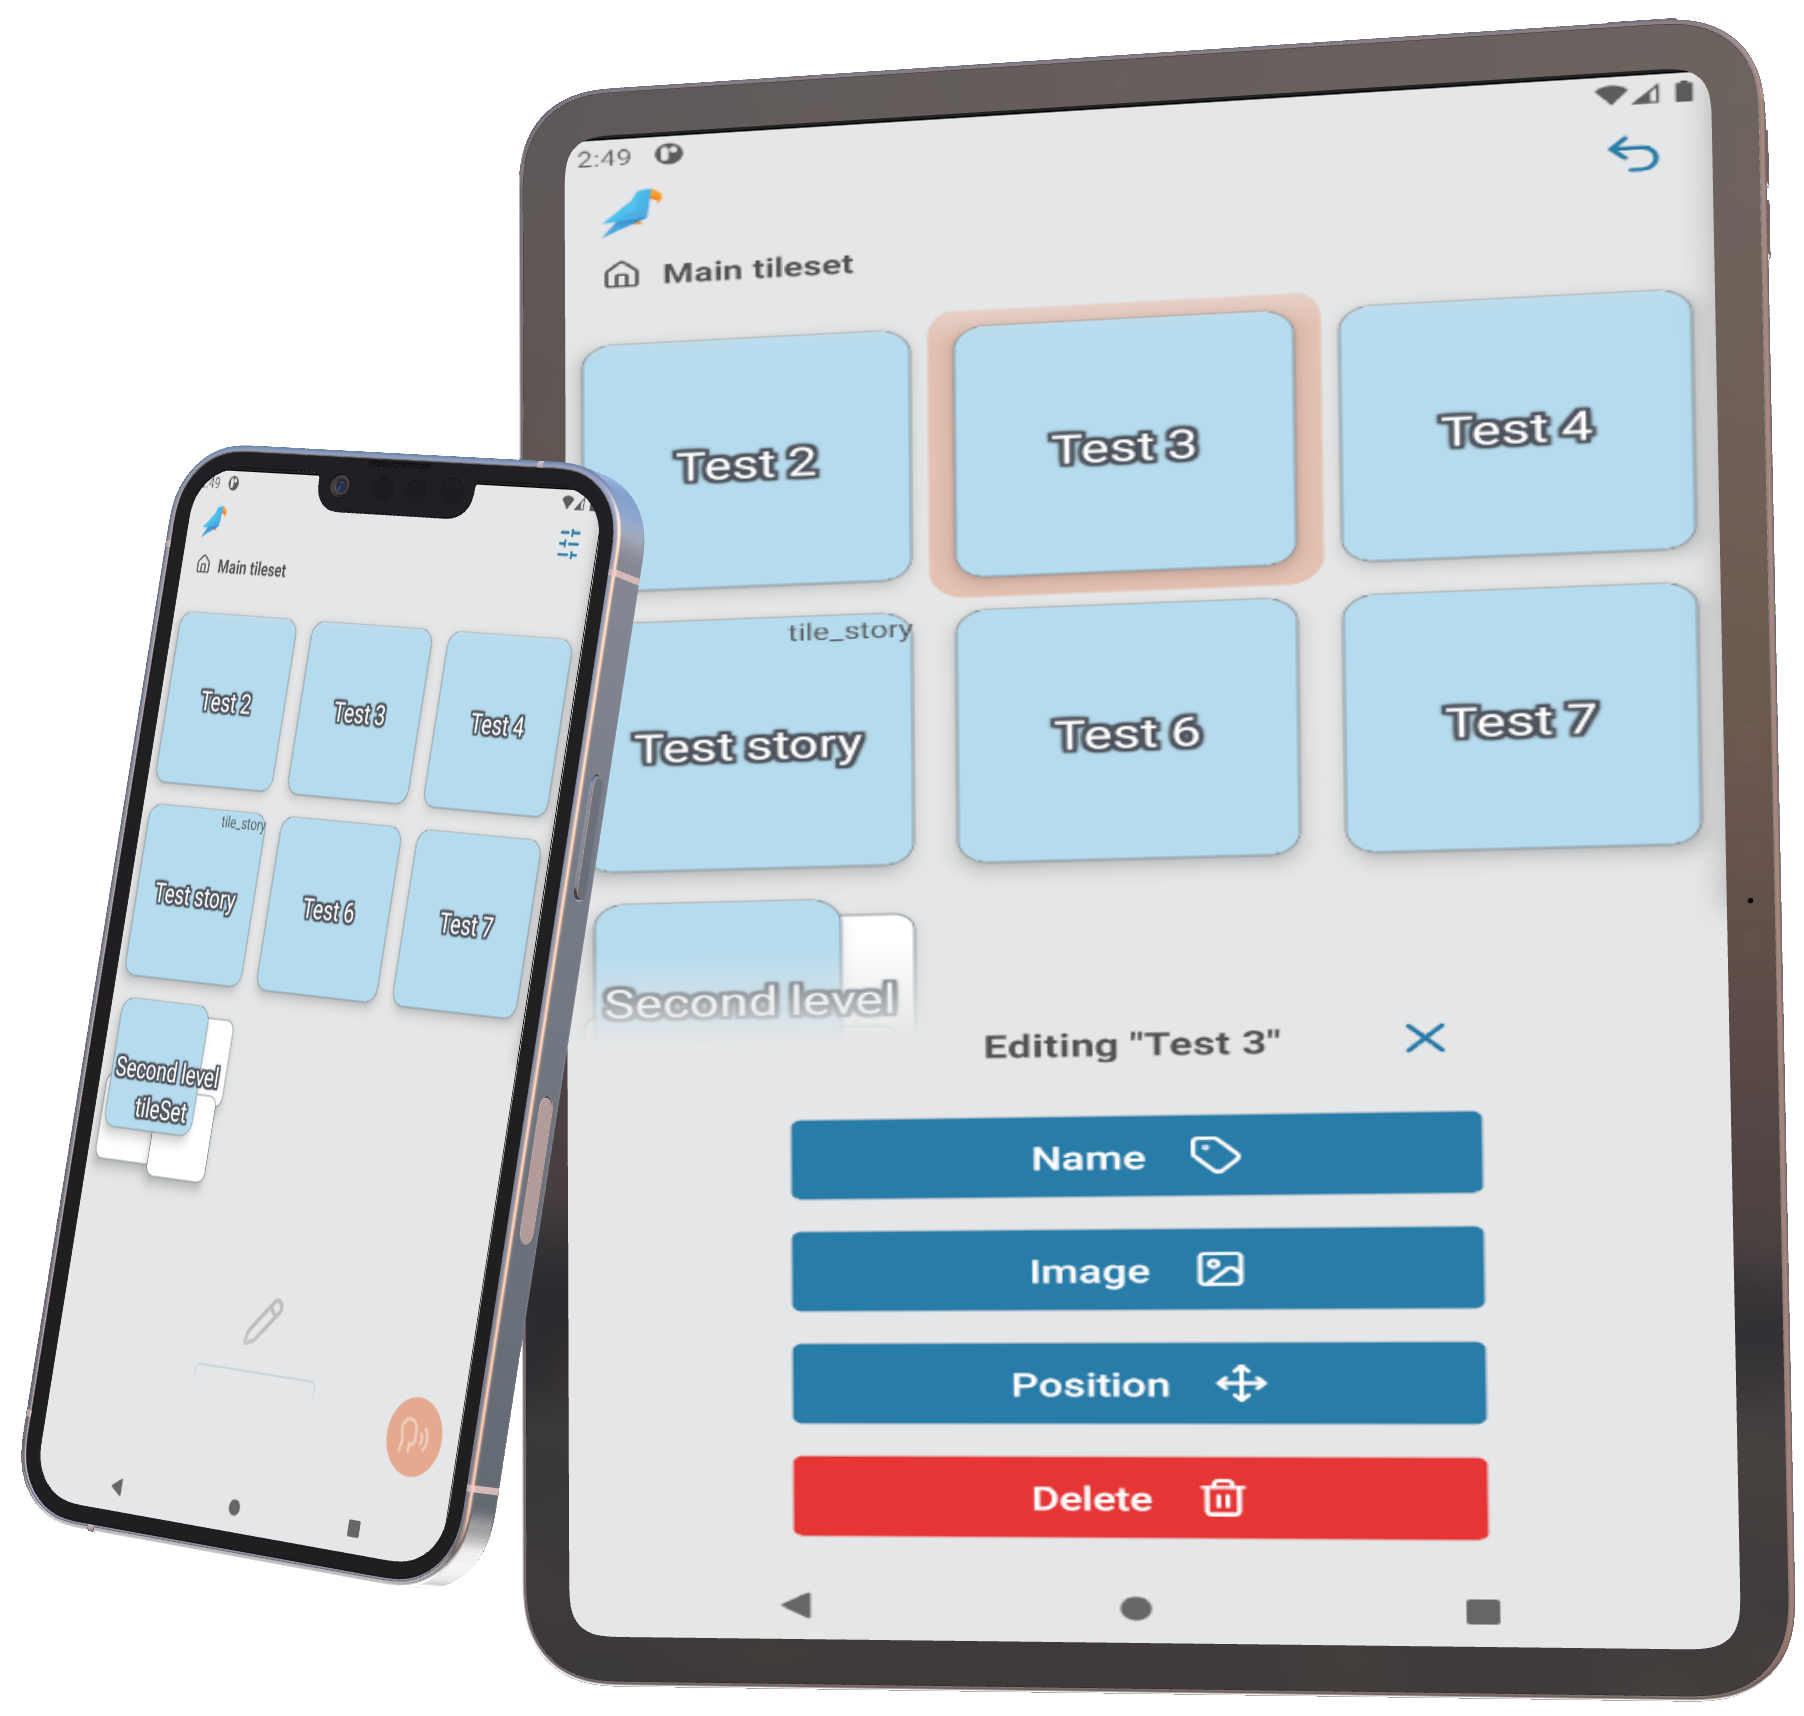 :49
Main tileset
Test 2
Test 3
Test 4
tile_story
Test story
Test 6
Test 7
Second level
tileSet
2:49
Main tileset
Test 2
Test 3
Test 4
tile_story
Test story
Test 6
Test 7
Second level
Editing "Test 3"
Name
Image
Position
Delete